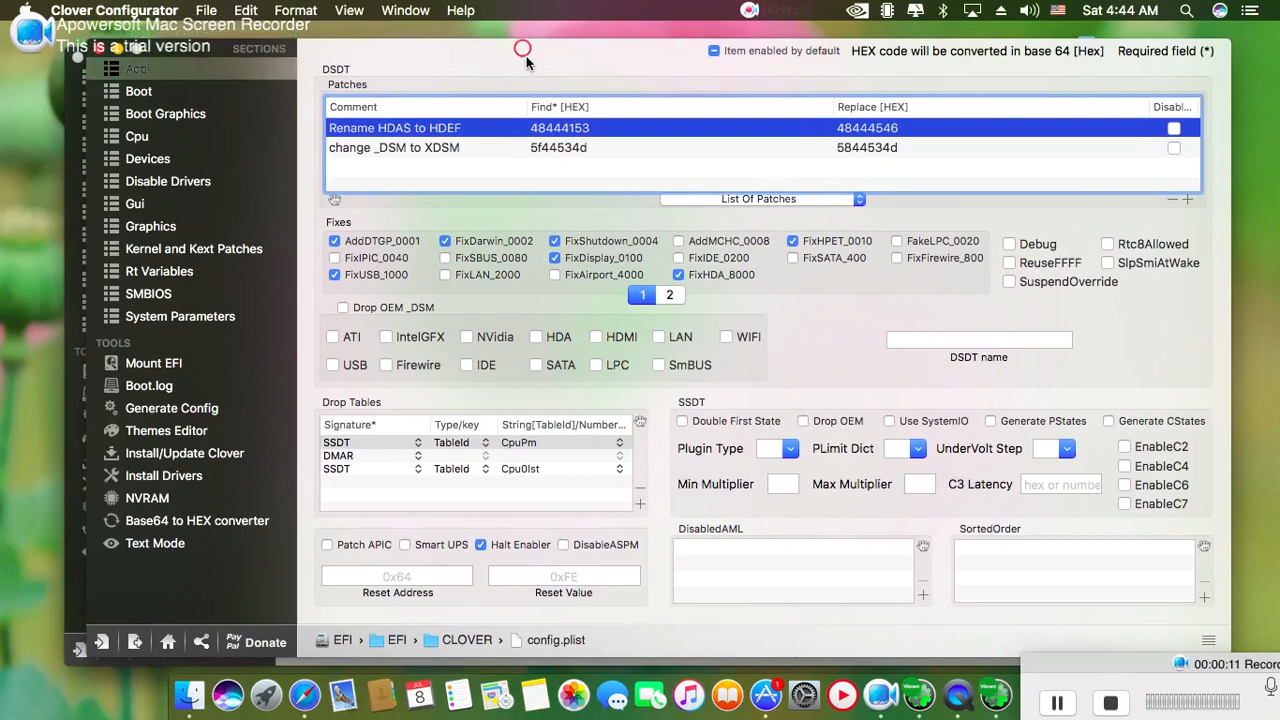 Clover Configurator File Edit Format View Window Help Sat 4:44 AM
Apowersoft Mac Screen Recorder
This is a trial version
SECTIONS
Acpi
Boot
Boot Graphics
Cpu
Devices
Disable Drivers
Gui
Graphics
Kernel and Kext Patches
Rt Variables
SMBIOS
System Parameters
TOOLS
Mount EFI
Boot.log
Generate Config
Themes Editor
Install/Update Clover
Install Drivers
NVRAM
Base64 to HEX converter
Text Mode
Pay Pal Donate
Item enabled by default HEX code will be converted in base 64 [Hex] Required field (*)
DSDT
Patches
Comment Find* [HEX] Replace [HEX] Disabl...
Rename HDAS to HDEF 48444153 48444546
change _DSM to XDSM 5f44534d 5844534d
List Of Patches
Fixes
AddDTGP_0001 FixDarwin_0002 FixShutdown_0004 AddMCHC_0008 FixHPET_0010 FakeLPC_0020
FixIPIC_0040 FixSBUS_0080 FixDisplay_0100 FixIDE_0200 FixSATA_400 FixFirewire_800
FixUSB_1000 FixLAN_2000 FixAirport_4000 FixHDA_8000
Debug Rtc8Allowed
ReuseFFFF SlpSmiAtWake
SuspendOverride
1 2
Drop OEM _DSM
ATI IntelGFX NVidia HDA HDMI LAN WIFI
USB Firewire IDE SATA LPC SmBUS
DSDT name
Drop Tables
Signature* Type/key String[TableId]/Number...
SSDT TableId CpuPm
DMAR
SSDT TableId Cpu0Ist
SSDT
Double First State Drop OEM Use SystemIO Generate PStates Generate CStates
Plugin Type PLimit Dict UnderVolt Step
Min Multiplier Max Multiplier C3 Latency hex or numbe
EnableC2
EnableC4
EnableC6
EnableC7
Patch APIC Smart UPS Halt Enabler DisableASPM
0x64 0xFE
Reset Address Reset Value
DisabledAML SortedOrder
EFI › EFI › CLOVER › config.plist
00:00:11 Recor
OCT
8
1